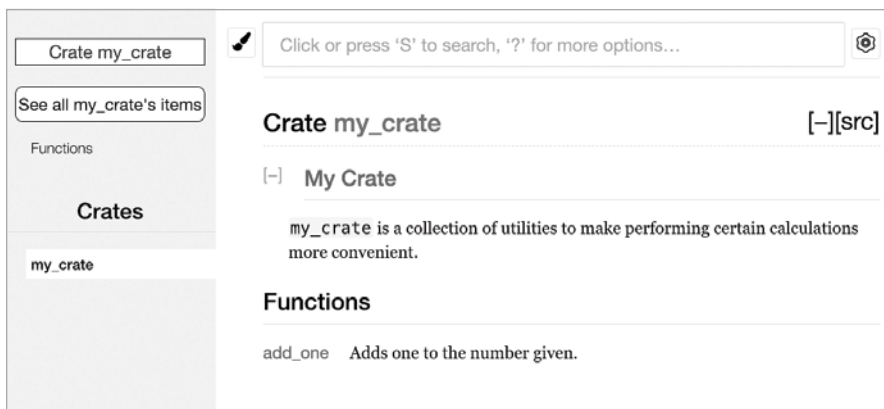 Crate my_crate
See all my_crate's items
Functions
Crates
my_crate
Click or press ‘S’ to search, ‘?’ for more options…
Crate my_crate [−][src]
[−] My Crate
my_crate is a collection of utilities to make performing certain calculations
more convenient.
Functions
add_one Adds one to the number given.